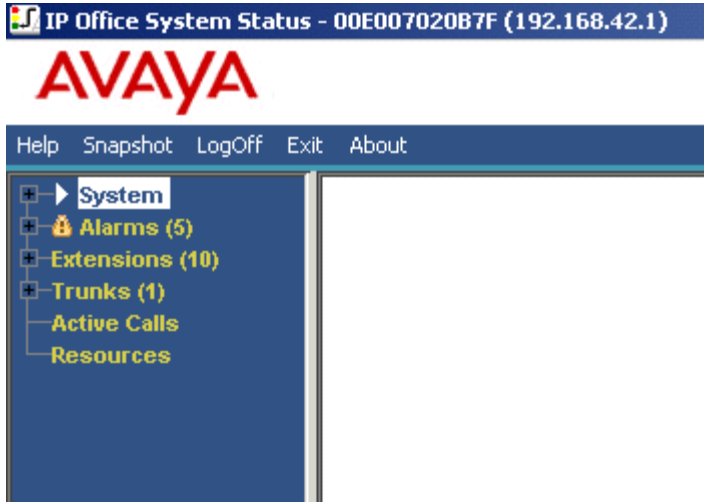 IP Office System Status - 00E007020B7F (192.168.42.1)
AVAYA
Help Snapshot LogOff Exit About
System
Alarms (5)
Extensions (10)
Trunks (1)
Active Calls
Resources